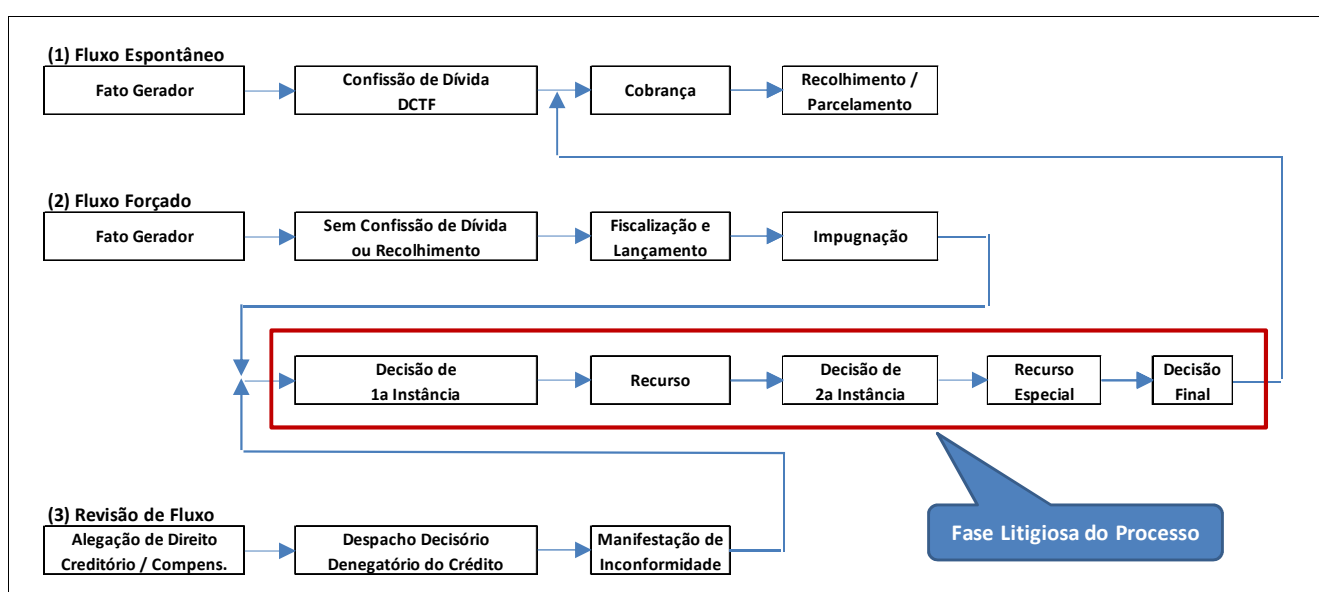 (1) Fluxo Espontâneo
Fato Gerador
Confissão de Dívida
DCTF
Cobrança
Recolhimento /
Parcelamento
(2) Fluxo Forçado
Fato Gerador
Sem Confissão de Dívida
ou Recolhimento
Fiscalização e
Lançamento
Impugnação
Decisão de
1a Instância
Recurso
Decisão de
2a Instância
Recurso
Especial
Decisão
Final
(3) Revisão de Fluxo
Alegação de Direito
Creditório / Compens.
Despacho Decisório
Denegatório do Crédito
Manifestação de
Inconformidade
Fase Litigiosa do Processo